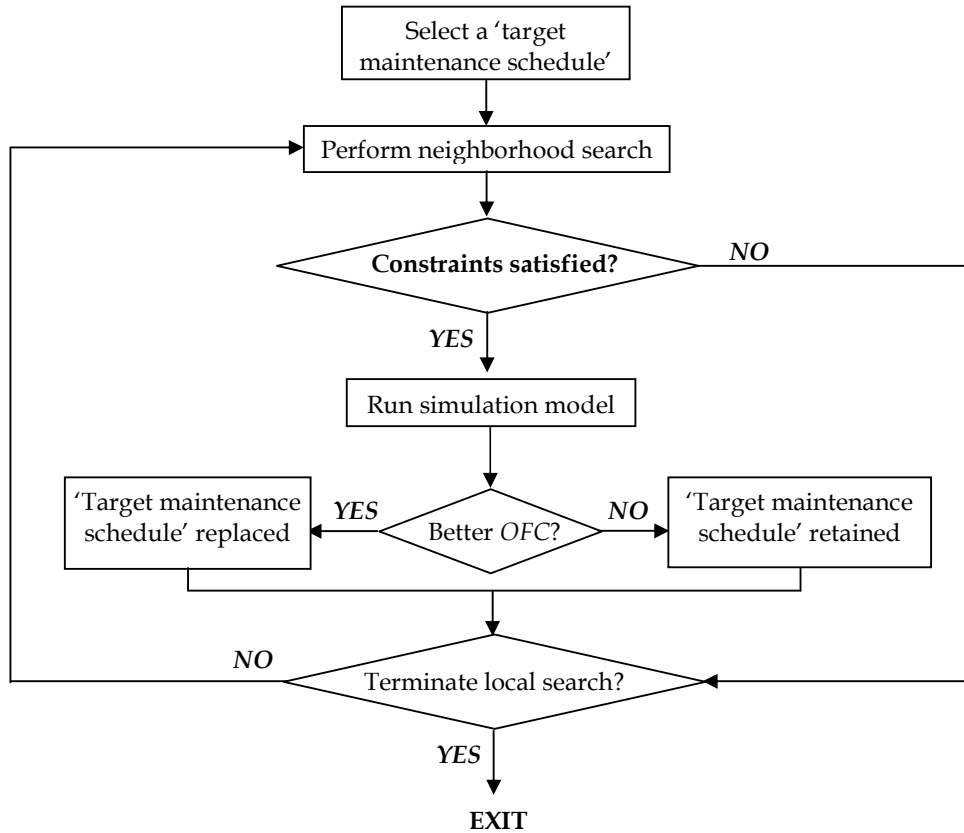 Select a ‘target
maintenance schedule’
Perform neighborhood search
Constraints satisfied?
NO
YES
Run simulation model
‘Target maintenance
schedule’ replaced
YES
Better OFC?
NO
‘Target maintenance
schedule’ retained
NO
Terminate local search?
YES
EXIT